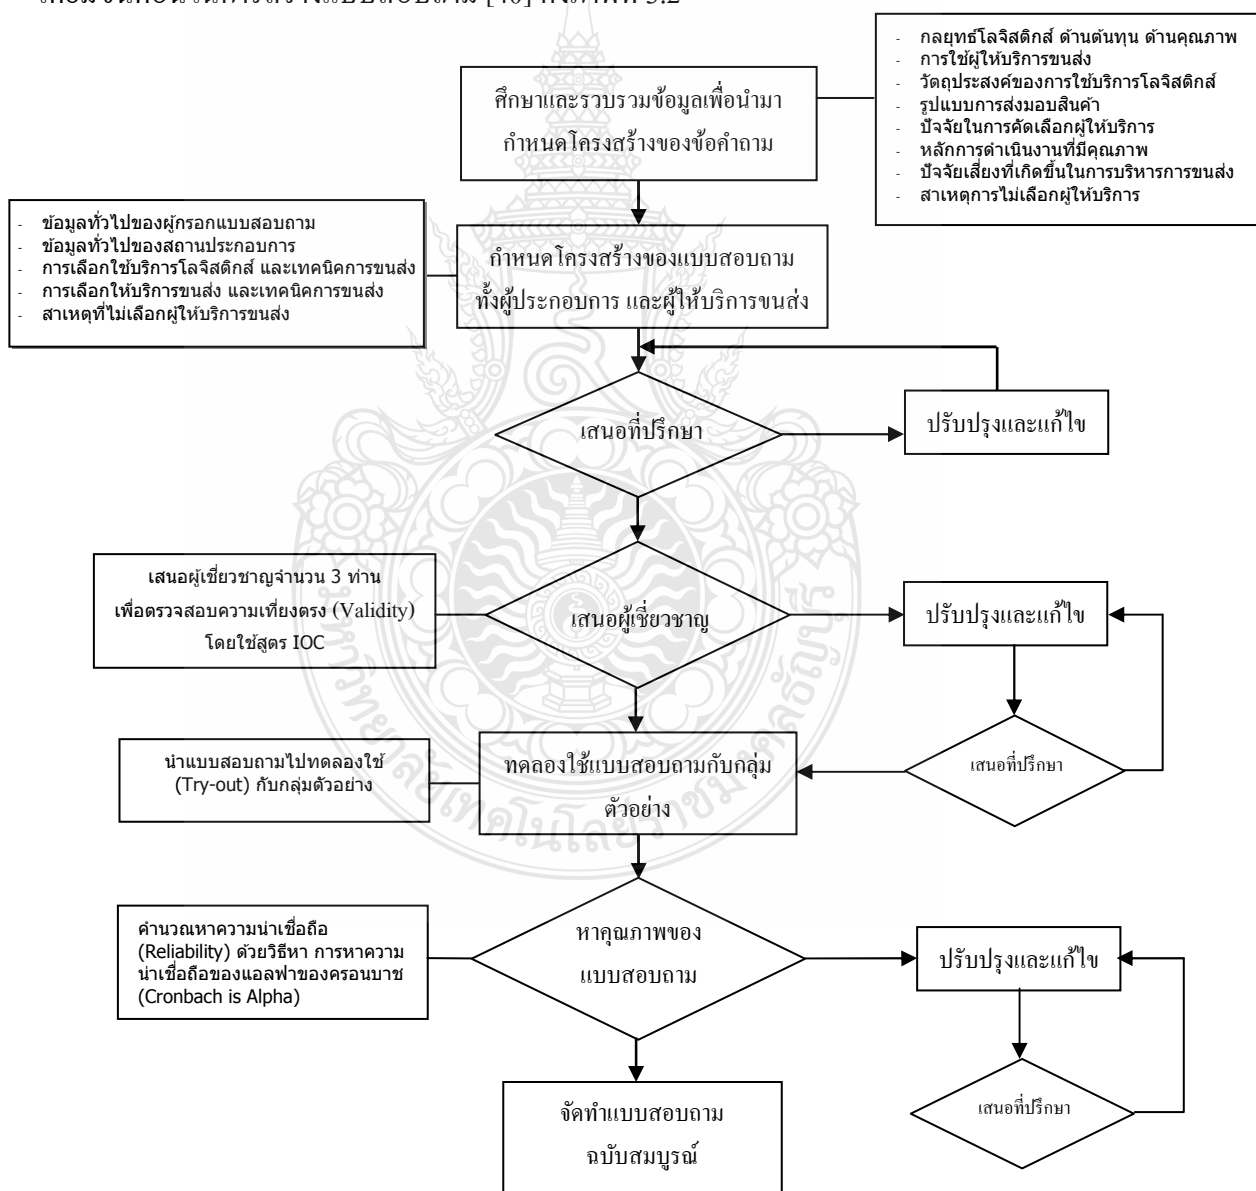 ศึกษาและรวบรวมข้อมูลเพื่อนำมา
กำหนดโครงสร้างของข้อคำถาม
- กลยุทธ์โลจิสติกส์ ด้านต้นทุน ด้านคุณภาพ
- การใช้ผู้ให้บริการขนส่ง
- วัตถุประสงค์ของการใช้บริการโลจิสติกส์
- รูปแบบการส่งมอบสินค้า
- ปัจจัยในการคัดเลือกผู้ให้บริการ
- หลักการดำเนินงานที่มีคุณภาพ
- ปัจจัยเสี่ยงที่เกิดขึ้นในการบริหารการขนส่ง
- สาเหตุการไม่เลือกผู้ให้บริการ
- ข้อมูลทั่วไปของผู้กรอกแบบสอบถาม
- ข้อมูลทั่วไปของสถานประกอบการ
- การเลือกใช้บริการโลจิสติกส์ และเทคนิคการขนส่ง
- การเลือกให้บริการขนส่ง และเทคนิคการขนส่ง
- สาเหตุที่ไม่เลือกผู้ให้บริการขนส่ง
กำหนดโครงสร้างของแบบสอบถาม
ทั้งผู้ประกอบการ และผู้ให้บริการขนส่ง
เสนอที่ปรึกษา
ปรับปรุงและแก้ไข
เสนอผู้เชี่ยวชาญจำนวน 3 ท่าน
เพื่อตรวจสอบความเที่ยงตรง (Validity)
โดยใช้สูตร IOC
เสนอผู้เชี่ยวชาญ
ปรับปรุงและแก้ไข
นำแบบสอบถามไปทดลองใช้
(Try-out) กับกลุ่มตัวอย่าง
ทดลองใช้แบบสอบถามกับกลุ่ม
ตัวอย่าง
เสนอที่ปรึกษา
คำนวณหาความน่าเชื่อถือ
(Reliability) ด้วยวิธีหา การหาความ
น่าเชื่อถือของแอลฟาของครอนบาช
(Cronbach is Alpha)
หาคุณภาพของ
แบบสอบถาม
ปรับปรุงและแก้ไข
เสนอที่ปรึกษา
จัดทำแบบสอบถาม
ฉบับสมบูรณ์
มหาวิทยาลัยเทคโนโลยีราชมงคลธัญบุรี